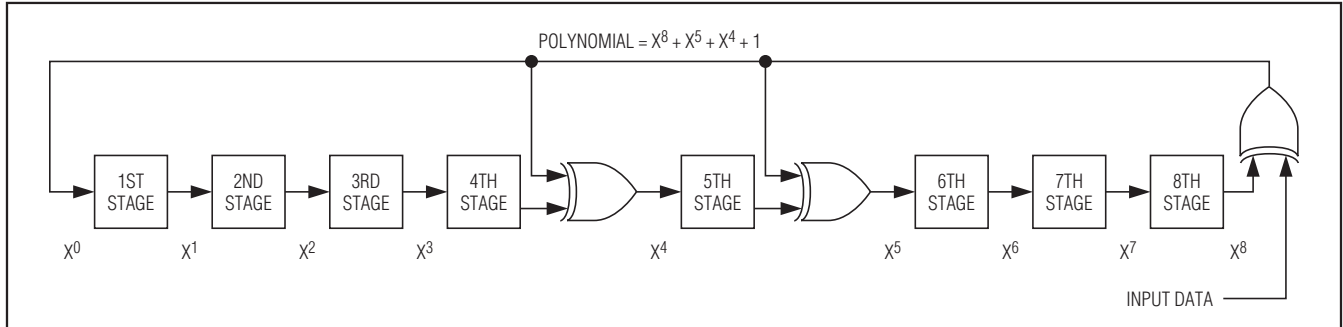 POLYNOMIAL = X⁸ + X⁵ + X⁴ + 1
1ST
STAGE
2ND
STAGE
3RD
STAGE
4TH
STAGE
5TH
STAGE
6TH
STAGE
7TH
STAGE
8TH
STAGE
X⁰ X¹ X² X³ X⁴ X⁵ X⁶ X⁷ X⁸
INPUT DATA